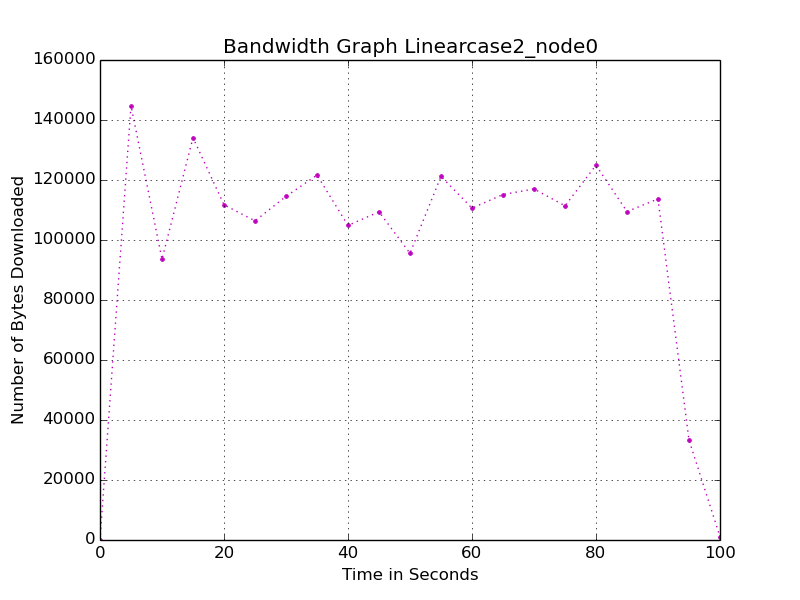 Bandwidth Graph Linearcase2_node0
160000
140000
120000
100000
80000
60000
40000
20000
0
Number of Bytes Downloaded
0 20 40 60 80 100
Time in Seconds